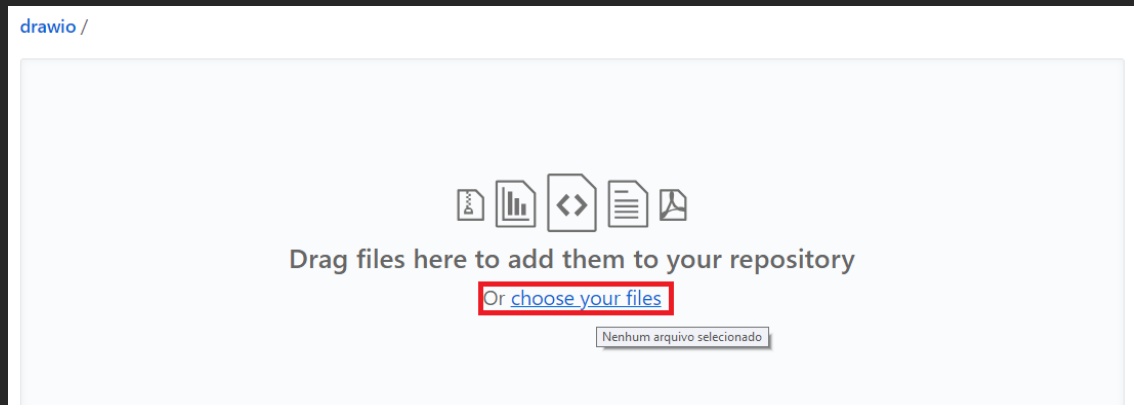 drawio /
Drag files here to add them to your repository
Or choose your files
Nenhum arquivo selecionado